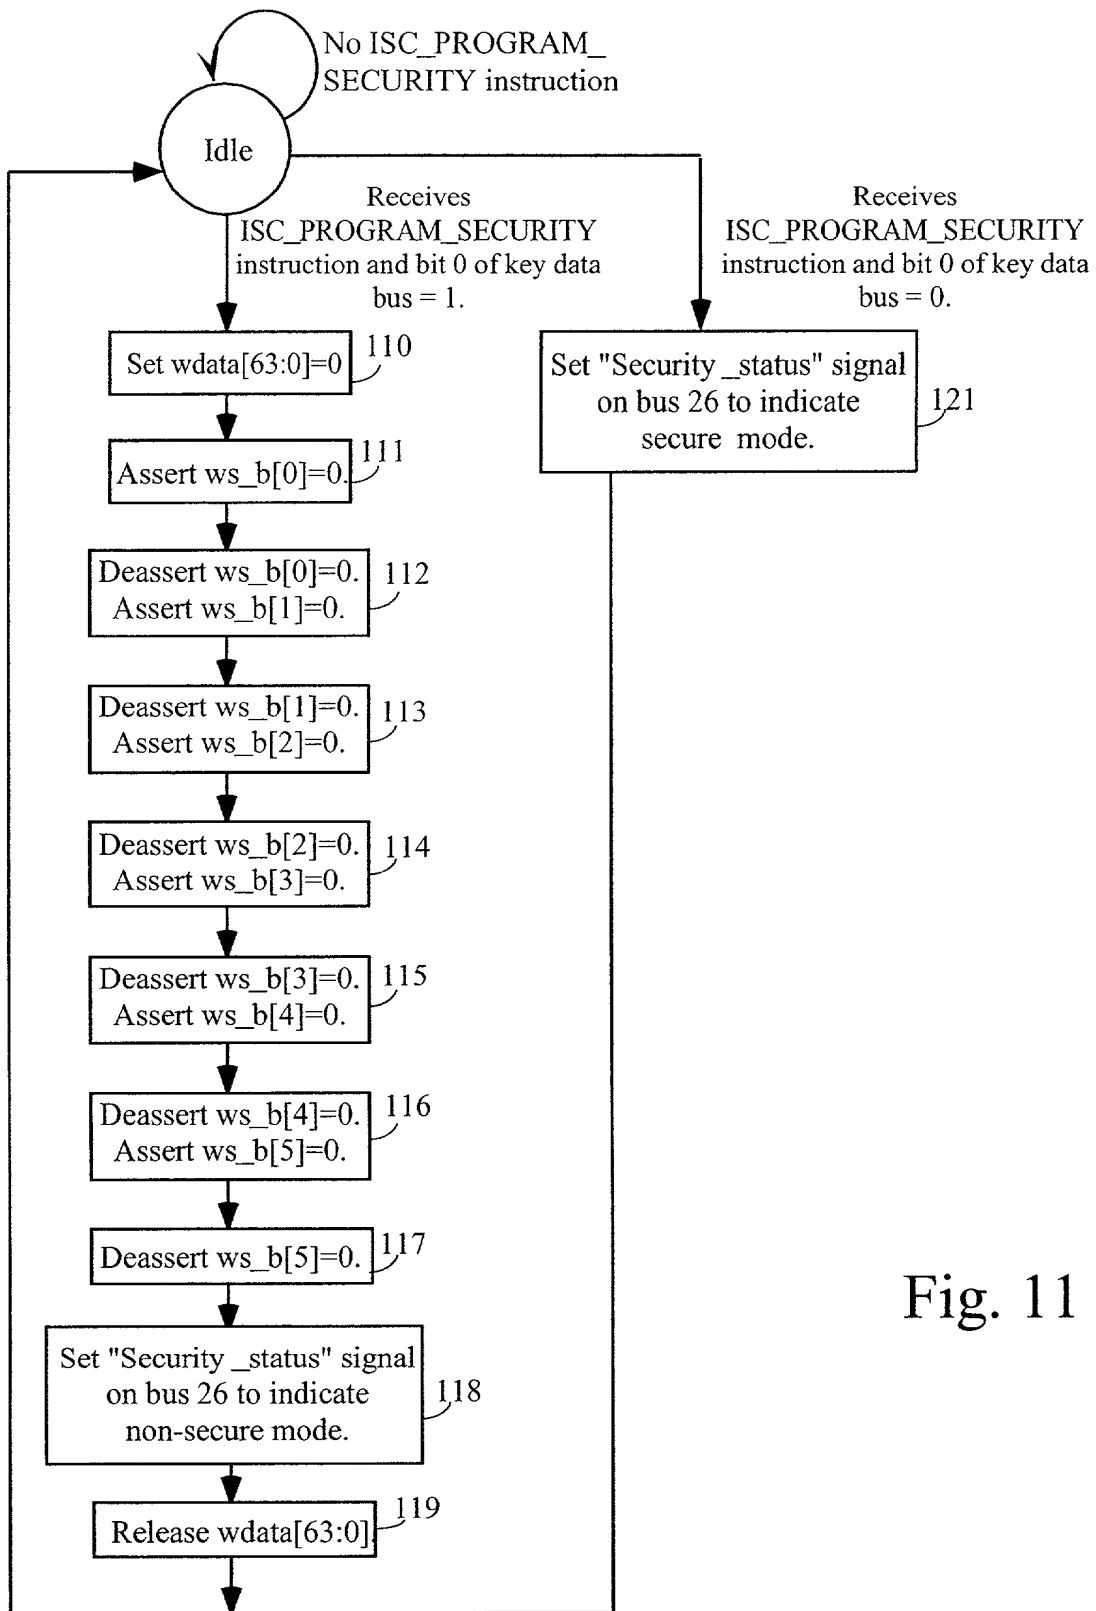 No ISC_PROGRAM_
SECURITY instruction
Idle
Receives
ISC_PROGRAM_SECURITY
instruction and bit 0 of key data
bus = 1.
Receives
ISC_PROGRAM_SECURITY
instruction and bit 0 of key data
bus = 0.
Set wdata[63:0]=0
110
Set "Security _status" signal
on bus 26 to indicate
secure mode.
121
Assert ws_b[0]=0.
111
Deassert ws_b[0]=0.
Assert ws_b[1]=0.
112
Deassert ws_b[1]=0.
Assert ws_b[2]=0.
113
Deassert ws_b[2]=0.
Assert ws_b[3]=0.
114
Deassert ws_b[3]=0.
Assert ws_b[4]=0.
115
Deassert ws_b[4]=0.
Assert ws_b[5]=0.
116
Deassert ws_b[5]=0.
117
Set "Security _status" signal
on bus 26 to indicate
non-secure mode.
118
Release wdata[63:0].
119
Fig. 11